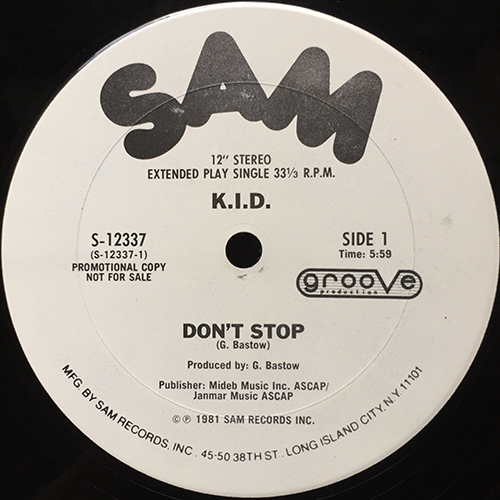 SAM
12" STEREO
EXTENDED PLAY SINGLE 33⅓ R.P.M.
K.I.D.
S-12337
(S-12337-1)
PROMOTIONAL COPY
NOT FOR SALE
SIDE 1
Time: 5:59
groove
production
DON'T STOP
(G. Bastow)
Produced by: G. Bastow
Publisher: Mideb Music Inc. ASCAP/
Janmar Music ASCAP
©℗ 1981 SAM RECORDS INC.
MFG. BY SAM RECORDS, INC. 45-50 38TH ST., LONG ISLAND CITY, N.Y. 11101